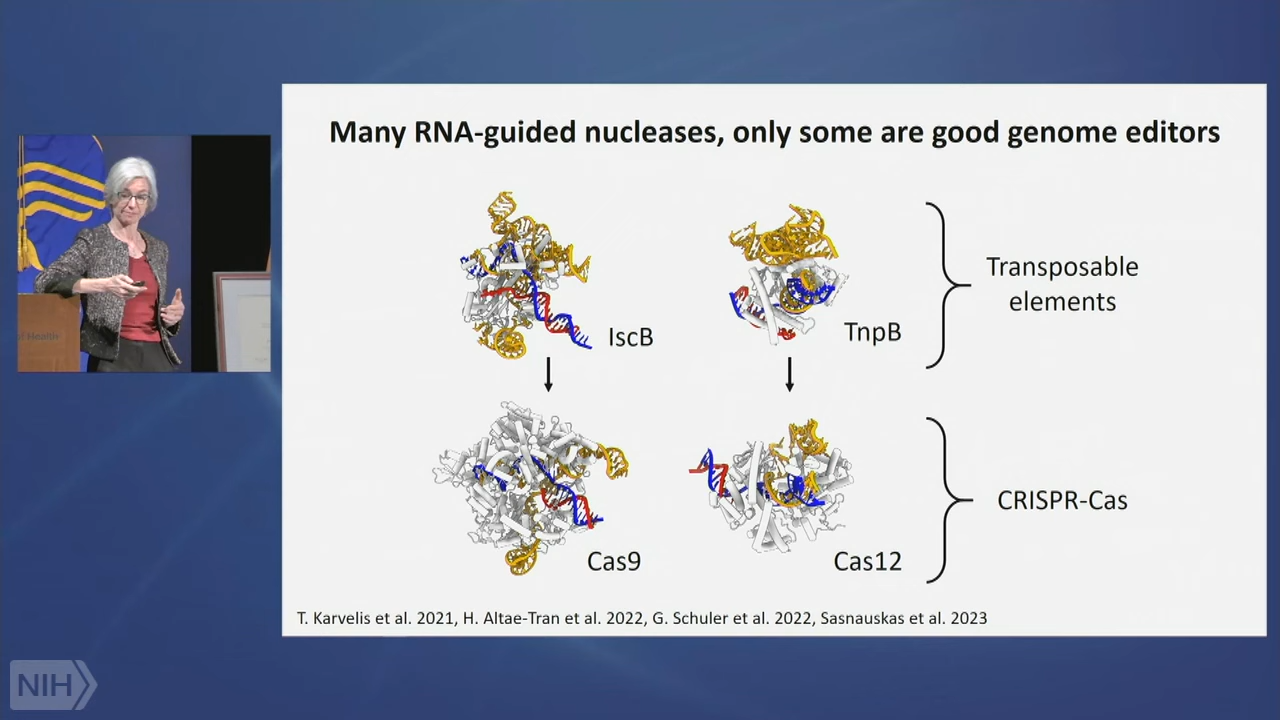 Many RNA-guided nucleases, only some are good genome editors
IscB
TnpB
Transposable
elements
Cas9
Cas12
CRISPR-Cas
T. Karvelis et al. 2021, H. Altae-Tran et al. 2022, G. Schuler et al. 2022, Sasnauskas et al. 2023
Health
NIH